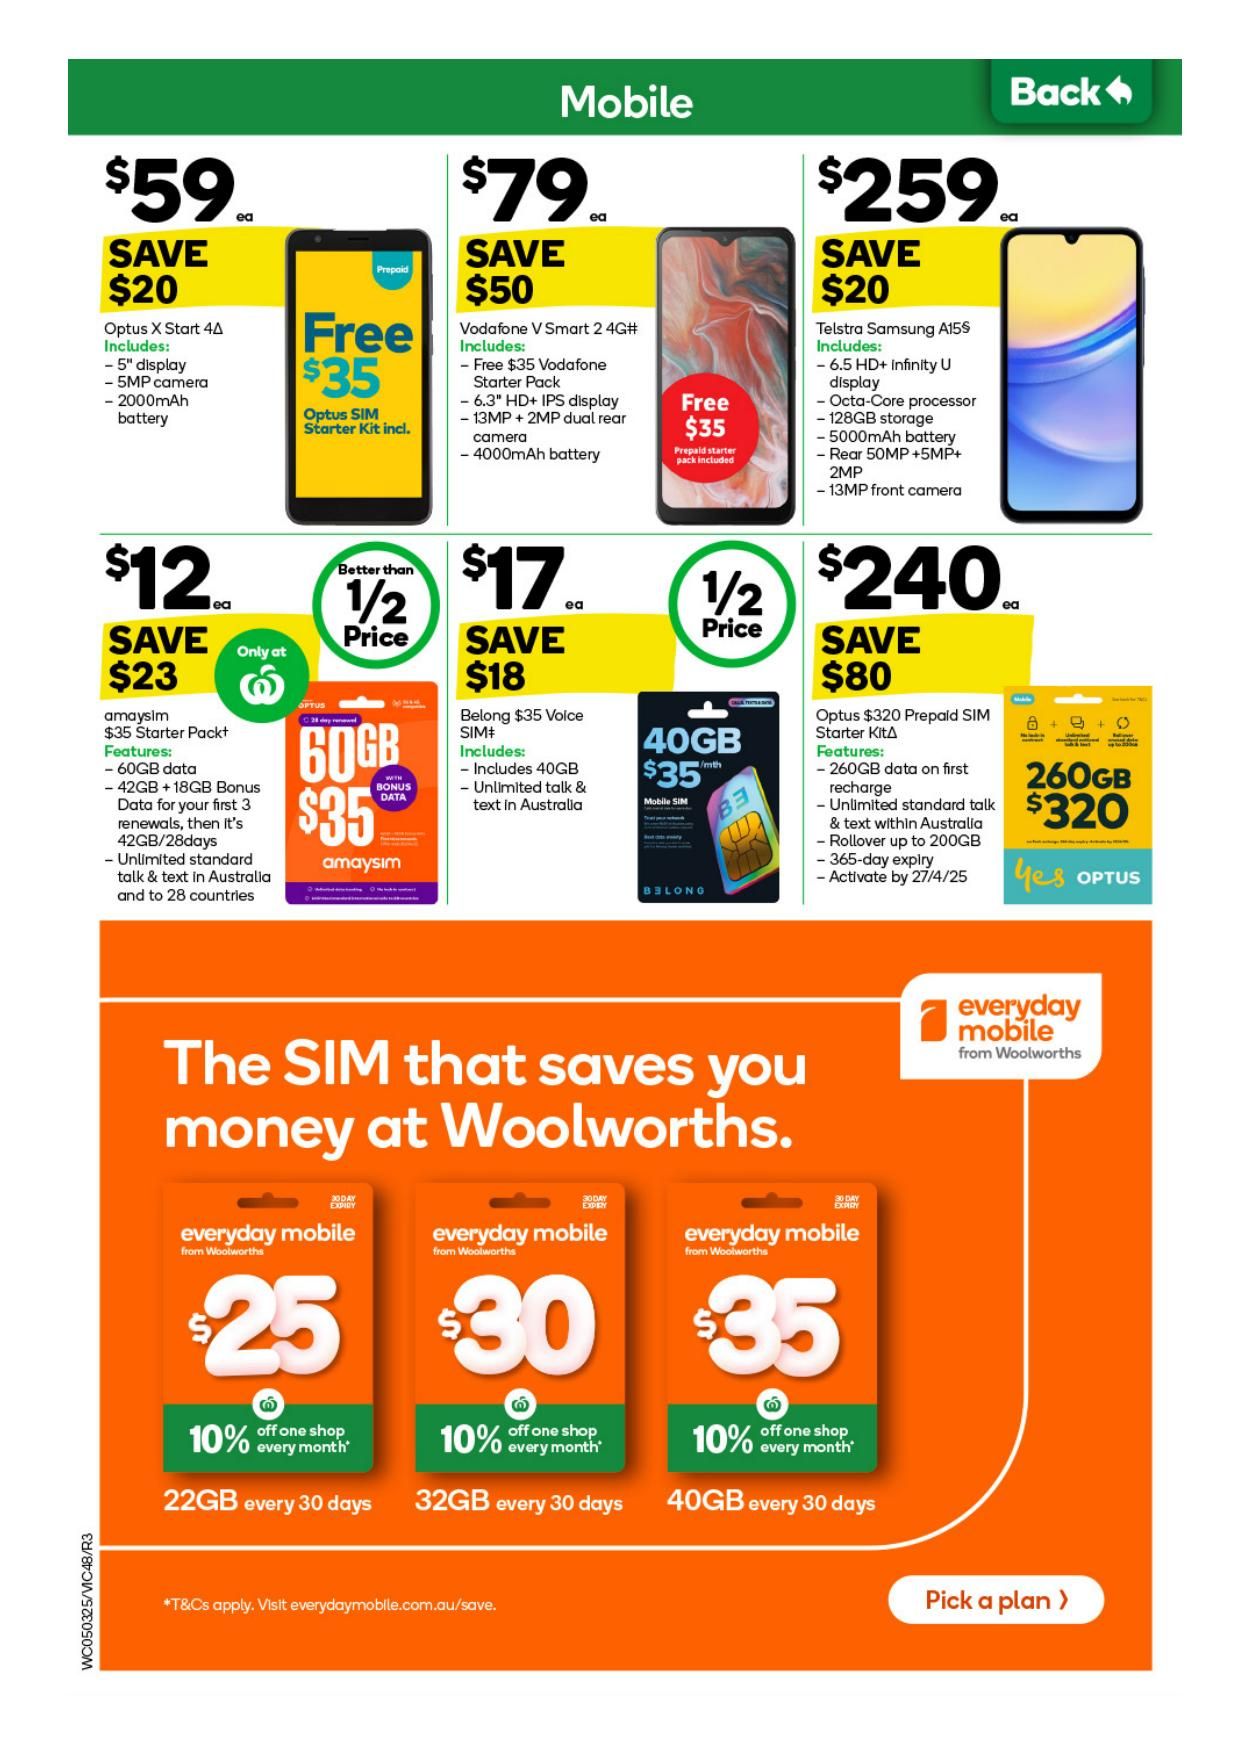 Mobile
Back
$59 ea
SAVE
$20
Optus X Start 4Δ
Includes:
– 5" display
– 5MP camera
– 2000mAh
battery
Prepaid
Free
$35
Optus SIM
Starter Kit incl.
$79 ea
SAVE
$50
Vodafone V Smart 2 4G#
Includes:
– Free $35 Vodafone
Starter Pack
– 6.3" HD+ IPS display
– 13MP + 2MP dual rear
camera
– 4000mAh battery
Free
$35
Prepaid starter
pack included
$259 ea
SAVE
$20
Telstra Samsung A15§
Includes:
– 6.5 HD+ infinity U
display
– Octa-Core processor
– 128GB storage
– 5000mAh battery
– Rear 50MP +5MP+
2MP
– 13MP front camera
$12 ea
Better than
1/2
Price
SAVE
$23
Only at
amaysim
$35 Starter Pack†
Features:
– 60GB data
– 42GB + 18GB Bonus
Data for your first 3
renewals, then it's
42GB/28days
– Unlimited standard
talk & text in Australia
and to 28 countries
OPTUS
28 day renewal
60GB
WITH
BONUS
DATA
$35
amaysim
$17 ea
1/2
Price
SAVE
$18
Belong $35 Voice
SIM‡
Includes:
– Includes 40GB
– Unlimited talk &
text in Australia
40GB
$35/mth
Mobile SIM
BELONG
$240 ea
SAVE
$80
Optus $320 Prepaid SIM
Starter KitΔ
Features:
– 260GB data on first
recharge
– Unlimited standard talk
& text within Australia
– Rollover up to 200GB
– 365-day expiry
– Activate by 27/4/25
Mobile
260GB
$320
yes OPTUS
everyday
mobile
from Woolworths
The SIM that saves you
money at Woolworths.
30 DAY
EXPIRY
everyday mobile
from Woolworths
$25
10% off one shop
every month*
22GB every 30 days
30 DAY
EXPIRY
everyday mobile
from Woolworths
$30
10% off one shop
every month*
32GB every 30 days
30 DAY
EXPIRY
everyday mobile
from Woolworths
$35
10% off one shop
every month*
40GB every 30 days
*T&Cs apply. Visit everydaymobile.com.au/save.
Pick a plan ›
WC050325/VIC48/R3